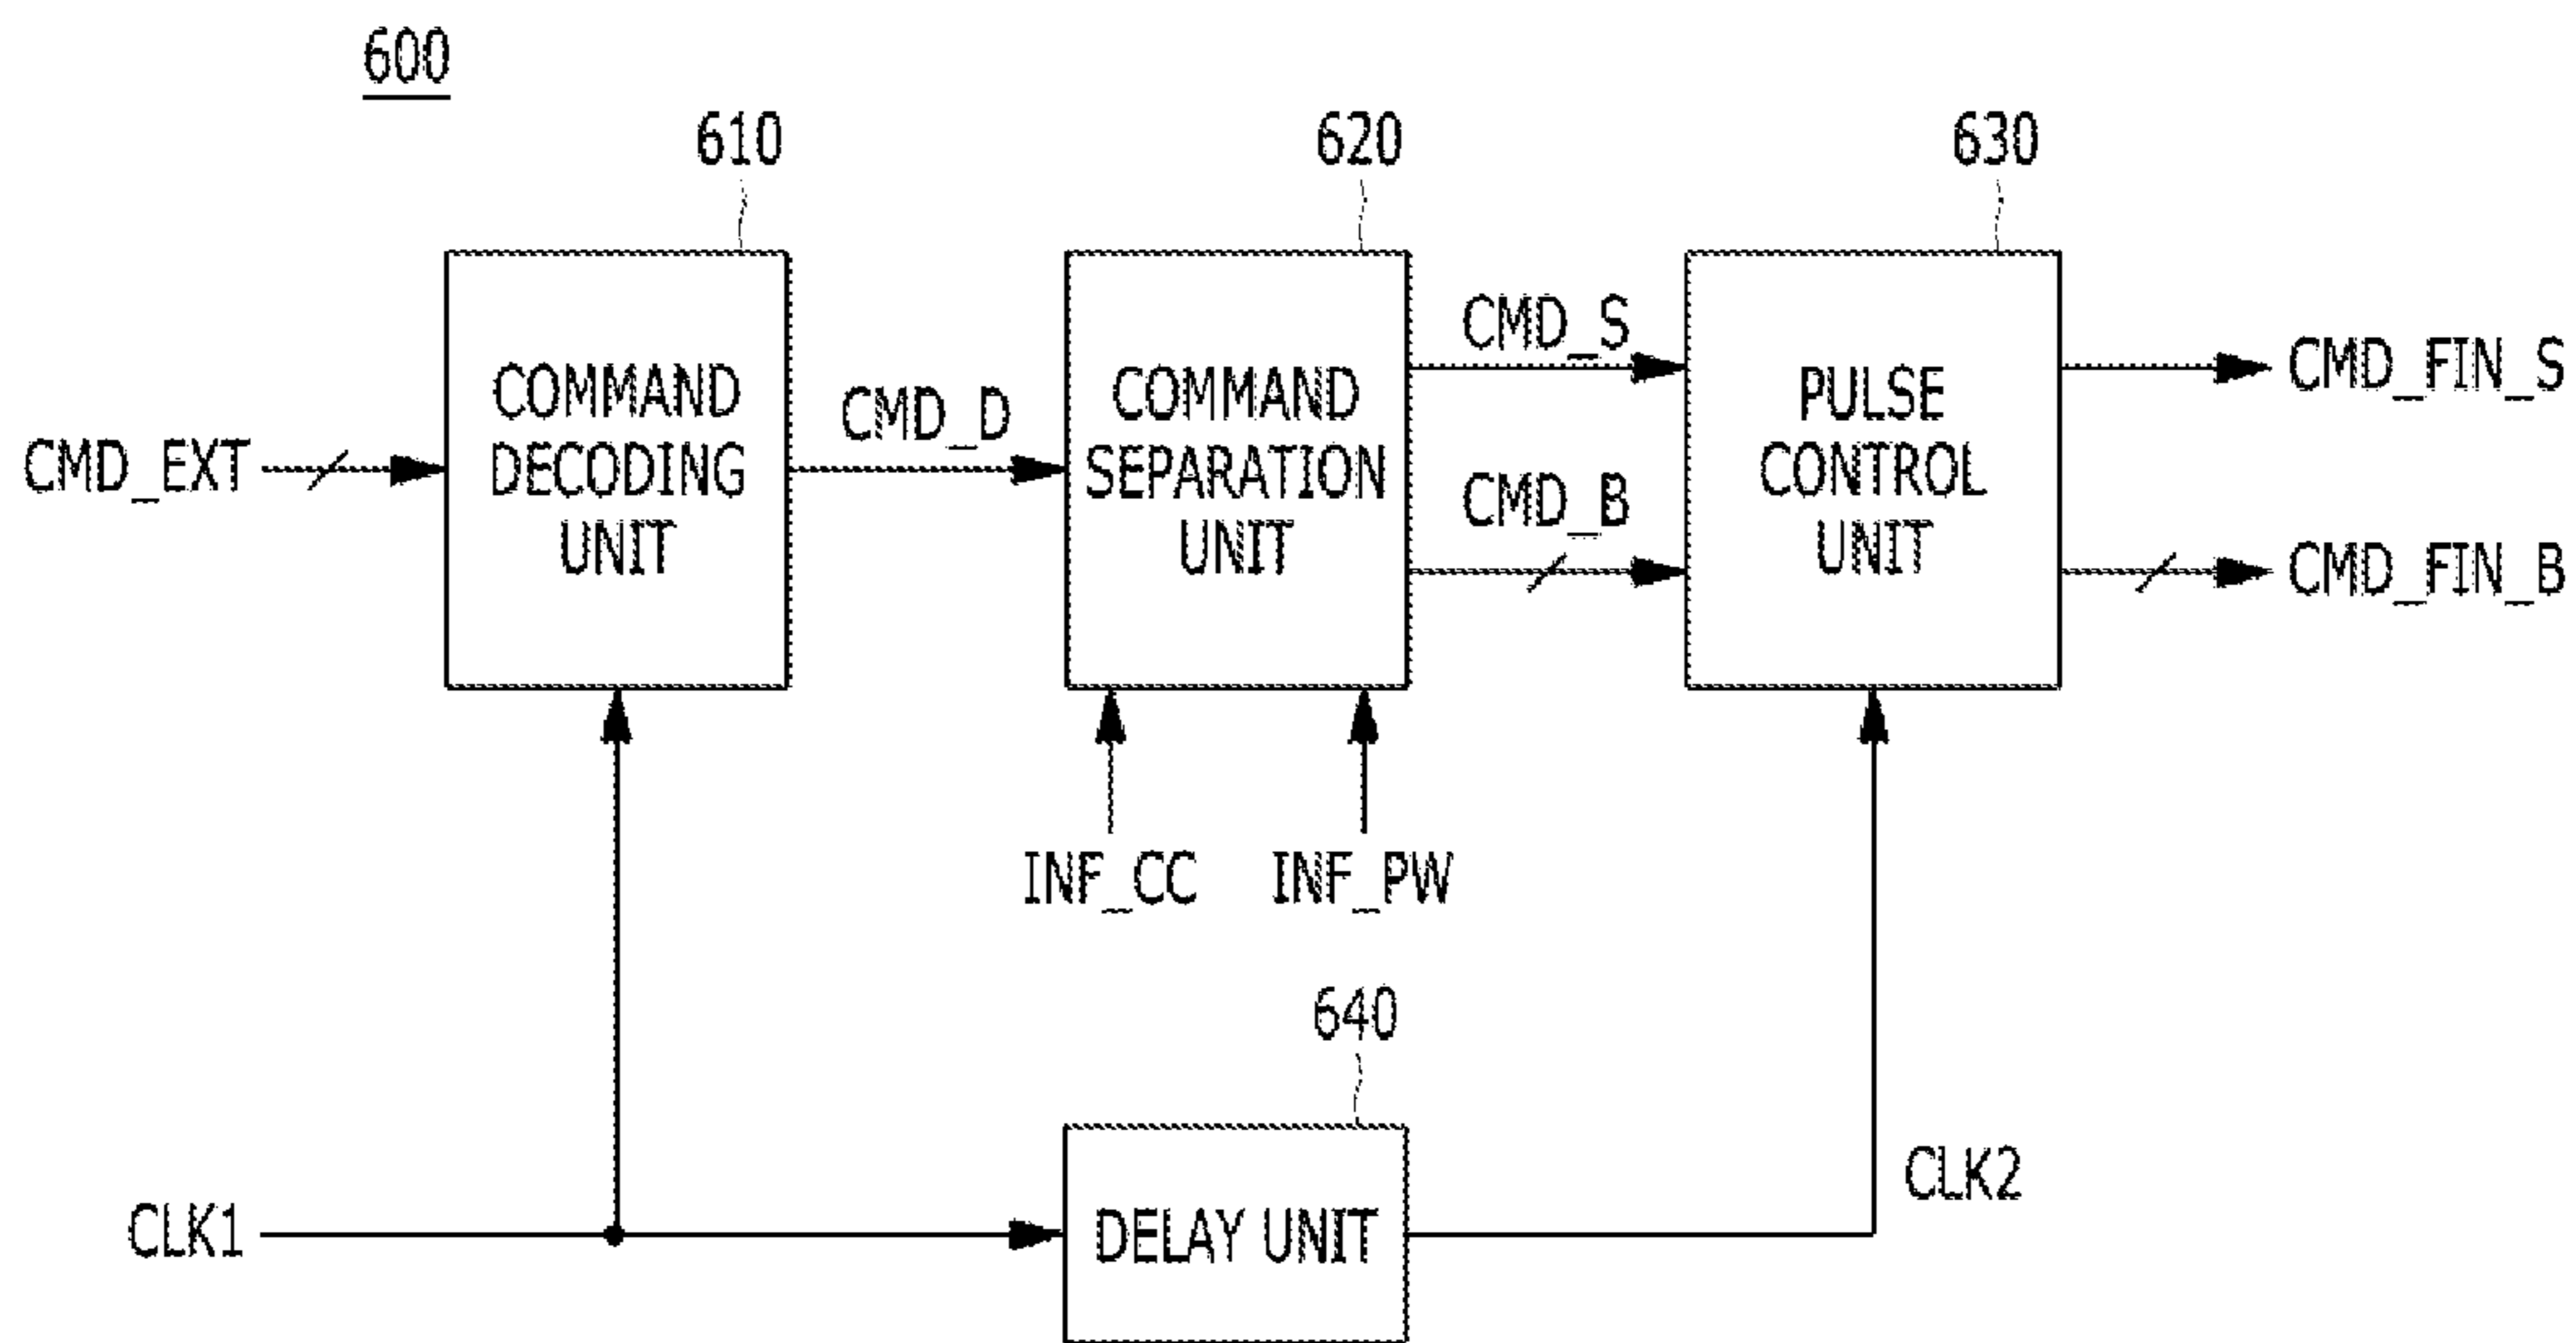 600
610
620
630
CMD_EXT
COMMAND
DECODING
UNIT
CMD_D
COMMAND
SEPARATION
UNIT
CMD_S
CMD_B
PULSE
CONTROL
UNIT
CMD_FIN_S
CMD_FIN_B
INF_CC
INF_PW
640
CLK1
DELAY UNIT
CLK2